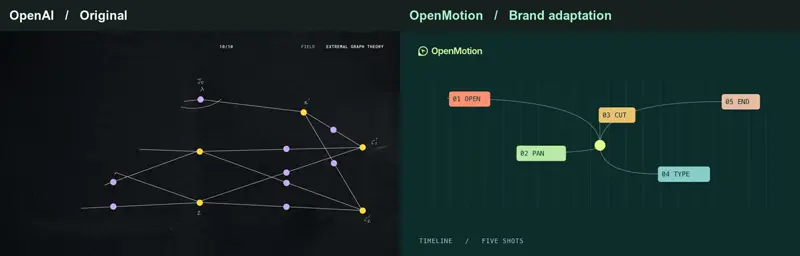 OpenAI / Original
OpenMotion / Brand adaptation
10/10
FIELD EXTREMAL GRAPH THEORY
OpenMotion
01 OPEN
05 END
03 CUT
02 PAN
04 TYPE
TIMELINE / FIVE SHOTS